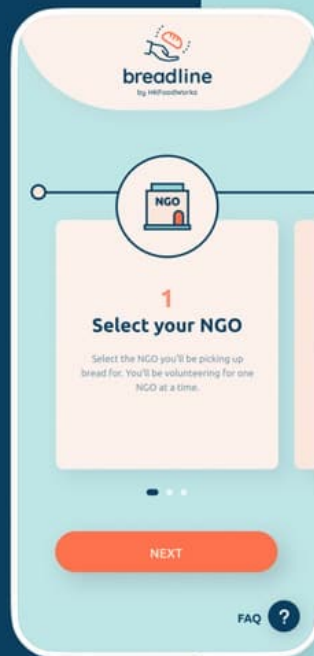 breadline
by HKFoodWorks
NGO
1
Select your NGO
Select the NGO you'll be picking up
bread for. You'll be volunteering for one
NGO at a time.
NEXT
FAQ ?